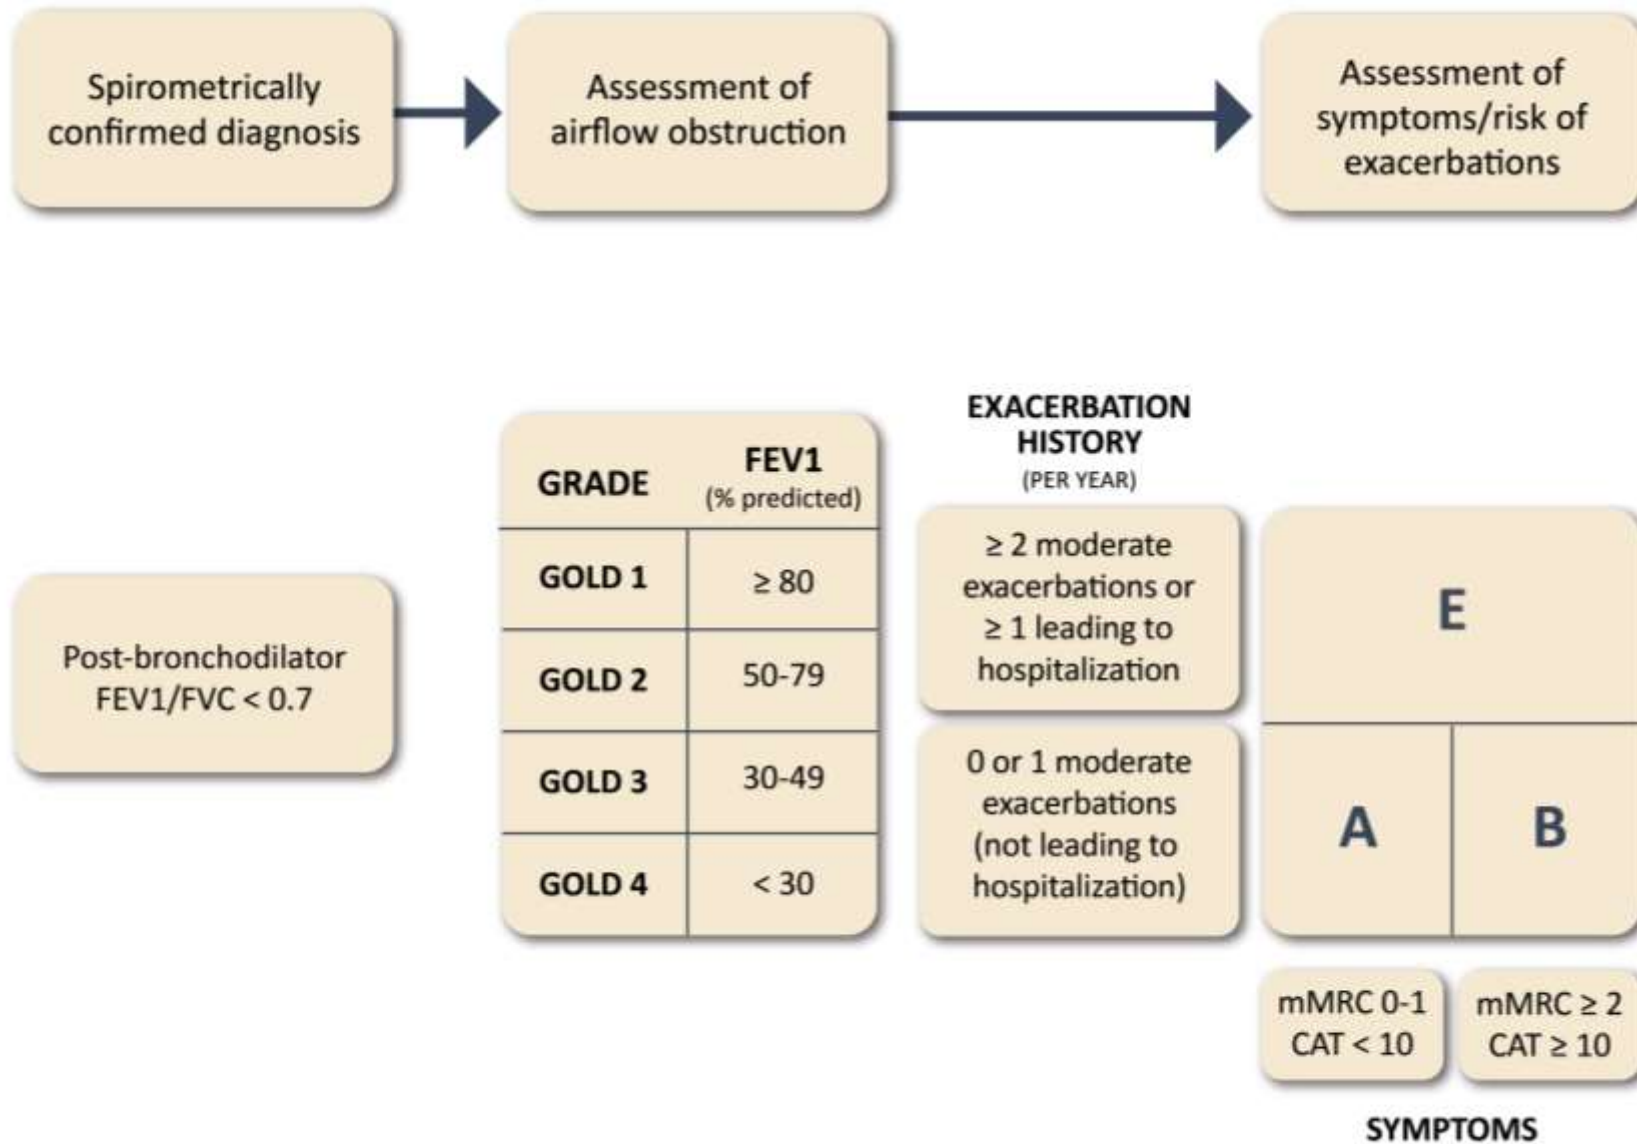 Spirometrically
confirmed diagnosis
Assessment of
airflow obstruction
Assessment of
symptoms/risk of
exacerbations
Post-bronchodilator
FEV1/FVC < 0.7
GRADE
FEV1
(% predicted)
GOLD 1
≥ 80
GOLD 2
50-79
GOLD 3
30-49
GOLD 4
< 30
EXACERBATION
HISTORY
(PER YEAR)
≥ 2 moderate
exacerbations or
≥ 1 leading to
hospitalization
0 or 1 moderate
exacerbations
(not leading to
hospitalization)
E
A
B
mMRC 0-1
CAT < 10
mMRC ≥ 2
CAT ≥ 10
SYMPTOMS